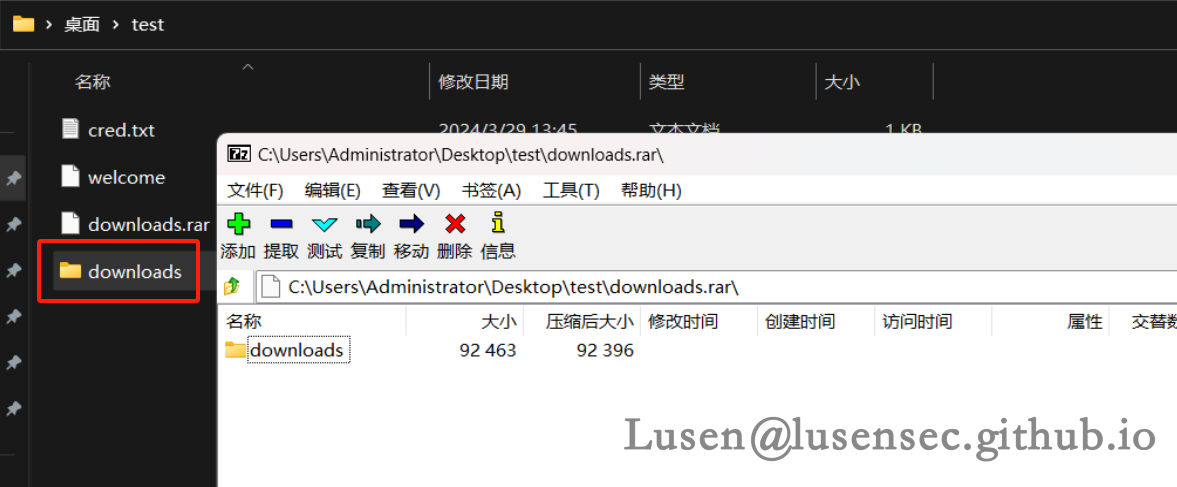 桌面 test
名称 修改日期 类型 大小
cred.txt 2024/3/29 13:45 文本文档 1 KB
welcome
downloads.rar
downloads
C:\Users\Administrator\Desktop\test\downloads.rar\
文件(F) 编辑(E) 查看(V) 书签(A) 工具(T) 帮助(H)
添加 提取 测试 复制 移动 删除 信息
C:\Users\Administrator\Desktop\test\downloads.rar\
名称 大小 压缩后大小 修改时间 创建时间 访问时间 属性 交替数
downloads 92 463 92 396
Lusen@lusensec.github.io